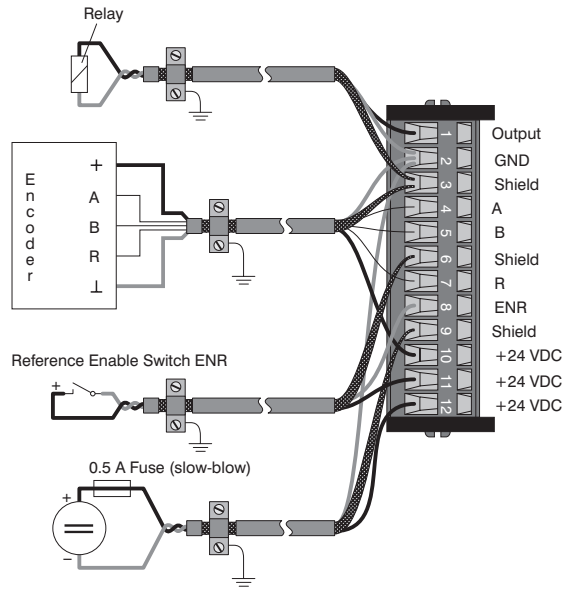 Relay
Encoder
+
A
B
R
⊥
Reference Enable Switch ENR
+
0.5 A Fuse (slow-blow)
+
−
1 Output
2 GND
3 Shield
4 A
5 B
6 Shield
7 R
8 ENR
9 Shield
10 +24 VDC
11 +24 VDC
12 +24 VDC